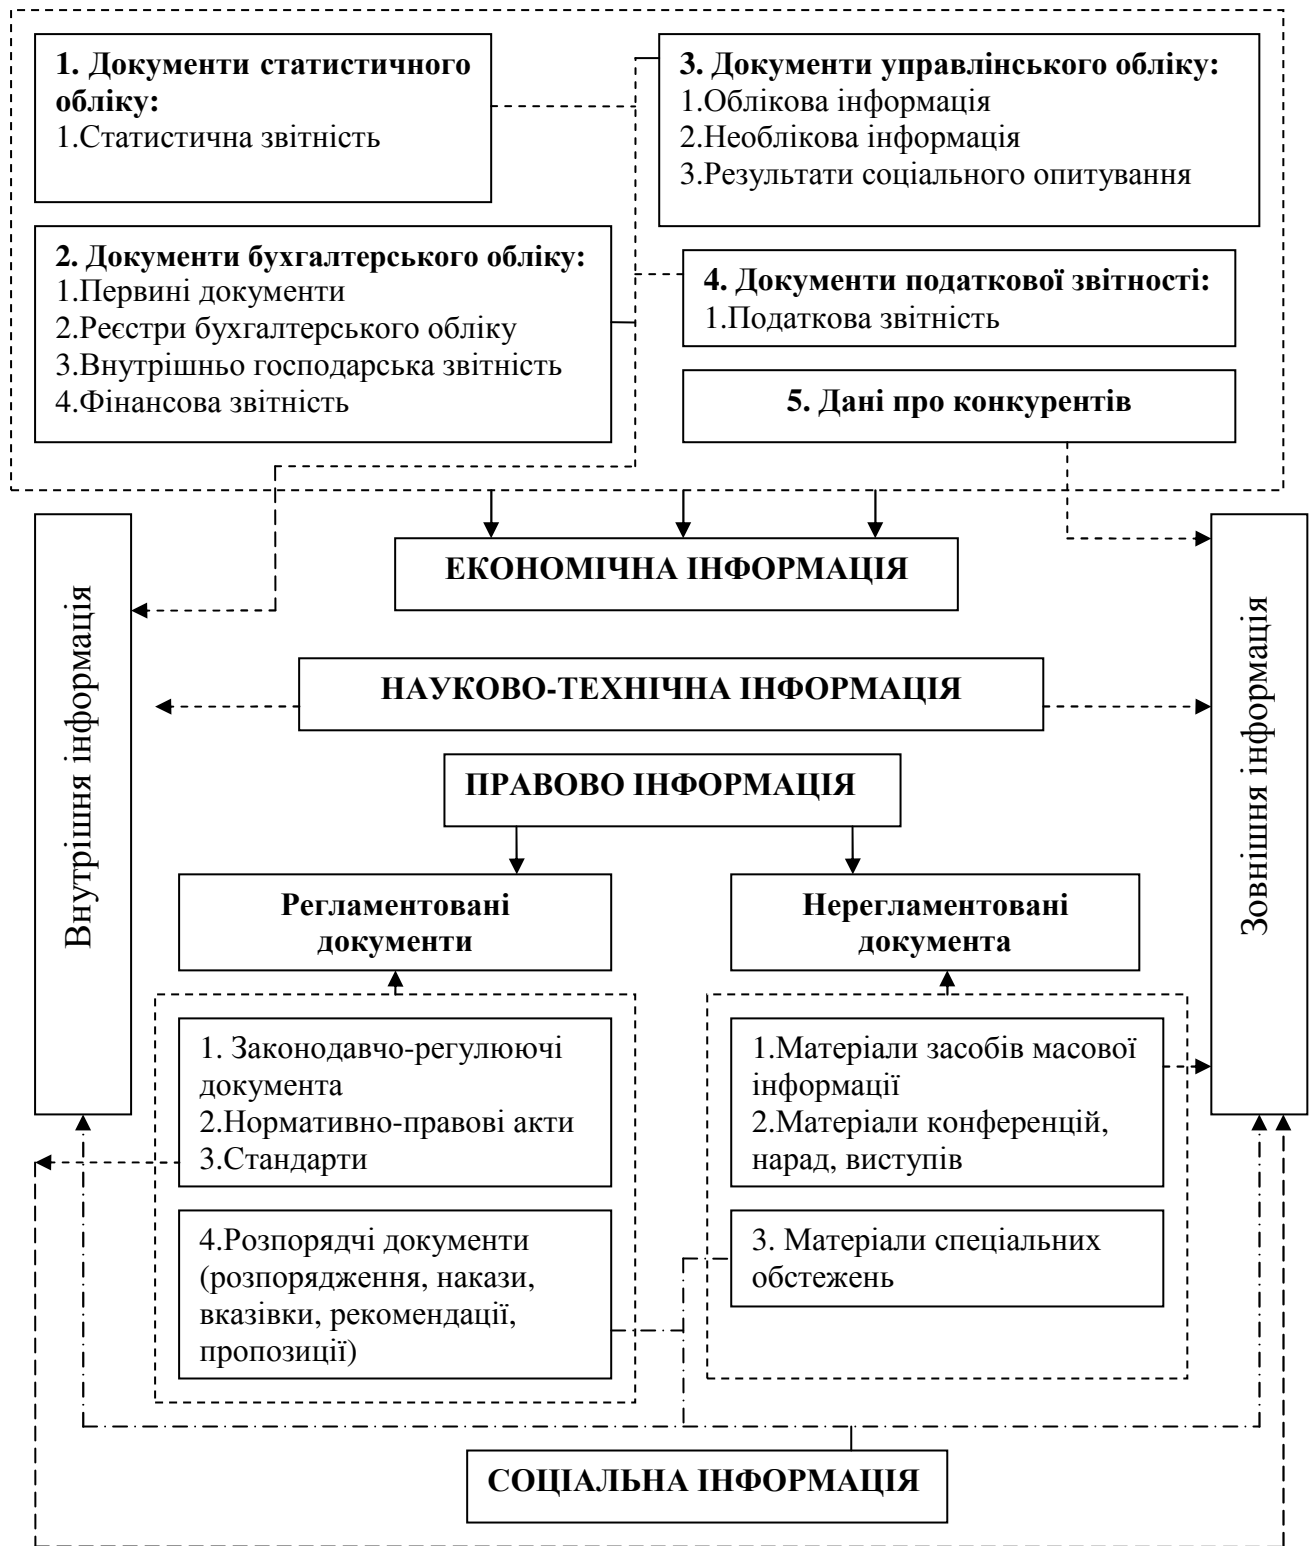 1. Документи статистичного
обліку:
1.Статистична звітність
3. Документи управлінського обліку:
1.Облікова інформація
2.Необлікова інформація
3.Результати соціального опитування
2. Документи бухгалтерського обліку:
1.Первині документи
2.Реєстри бухгалтерського обліку
3.Внутрішньо господарська звітність
4.Фінансова звітність
4. Документи податкової звітності:
1.Податкова звітність
5. Дані про конкурентів
ЕКОНОМІЧНА ІНФОРМАЦІЯ
Внутрішня інформація
Зовнішня інформація
НАУКОВО-ТЕХНІЧНА ІНФОРМАЦІЯ
ПРАВОВО ІНФОРМАЦІЯ
Регламентовані
документи
Нерегламентовані
документа
1. Законодавчо-регулюючі
документа
2.Нормативно-правові акти
3.Стандарти
1.Матеріали засобів масової
інформації
2.Матеріали конференцій,
нарад, виступів
4.Розпорядчі документи
(розпорядження, накази,
вказівки, рекомендації,
пропозиції)
3. Матеріали спеціальних
обстежень
СОЦІАЛЬНА ІНФОРМАЦІЯ